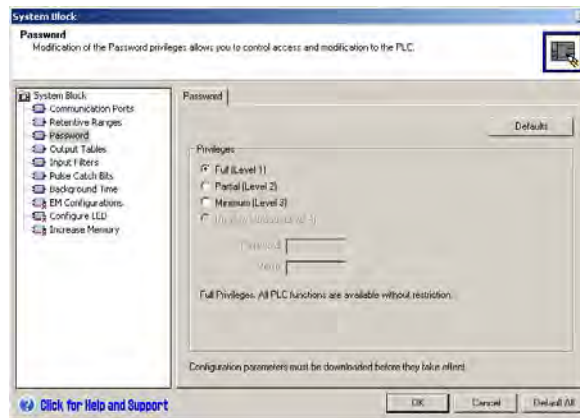 System Block
Password
Modification of the Password privileges allows you to control access and modification to the PLC.
System Block
Communication Ports
Retentive Ranges
Password
Output Tables
Input Filters
Pulse Catch Bits
Background Time
EM Configurations
Configure LED
Increase Memory
Password
Defaults
Privileges
Full (Level 1)
Partial (Level 2)
Minimum (Level 3)
Password
Verify
Full Privileges. All PLC functions are available without restriction.
Configuration parameters must be downloaded before they take effect.
Click for Help and Support
OK
Cancel
Default All